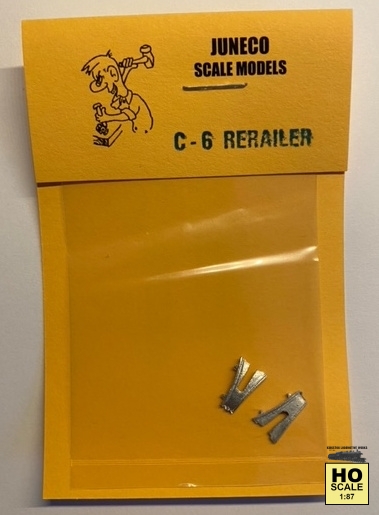 JUNECO
SCALE MODELS
C-6 RERAILER
HO
SCALE
1:87